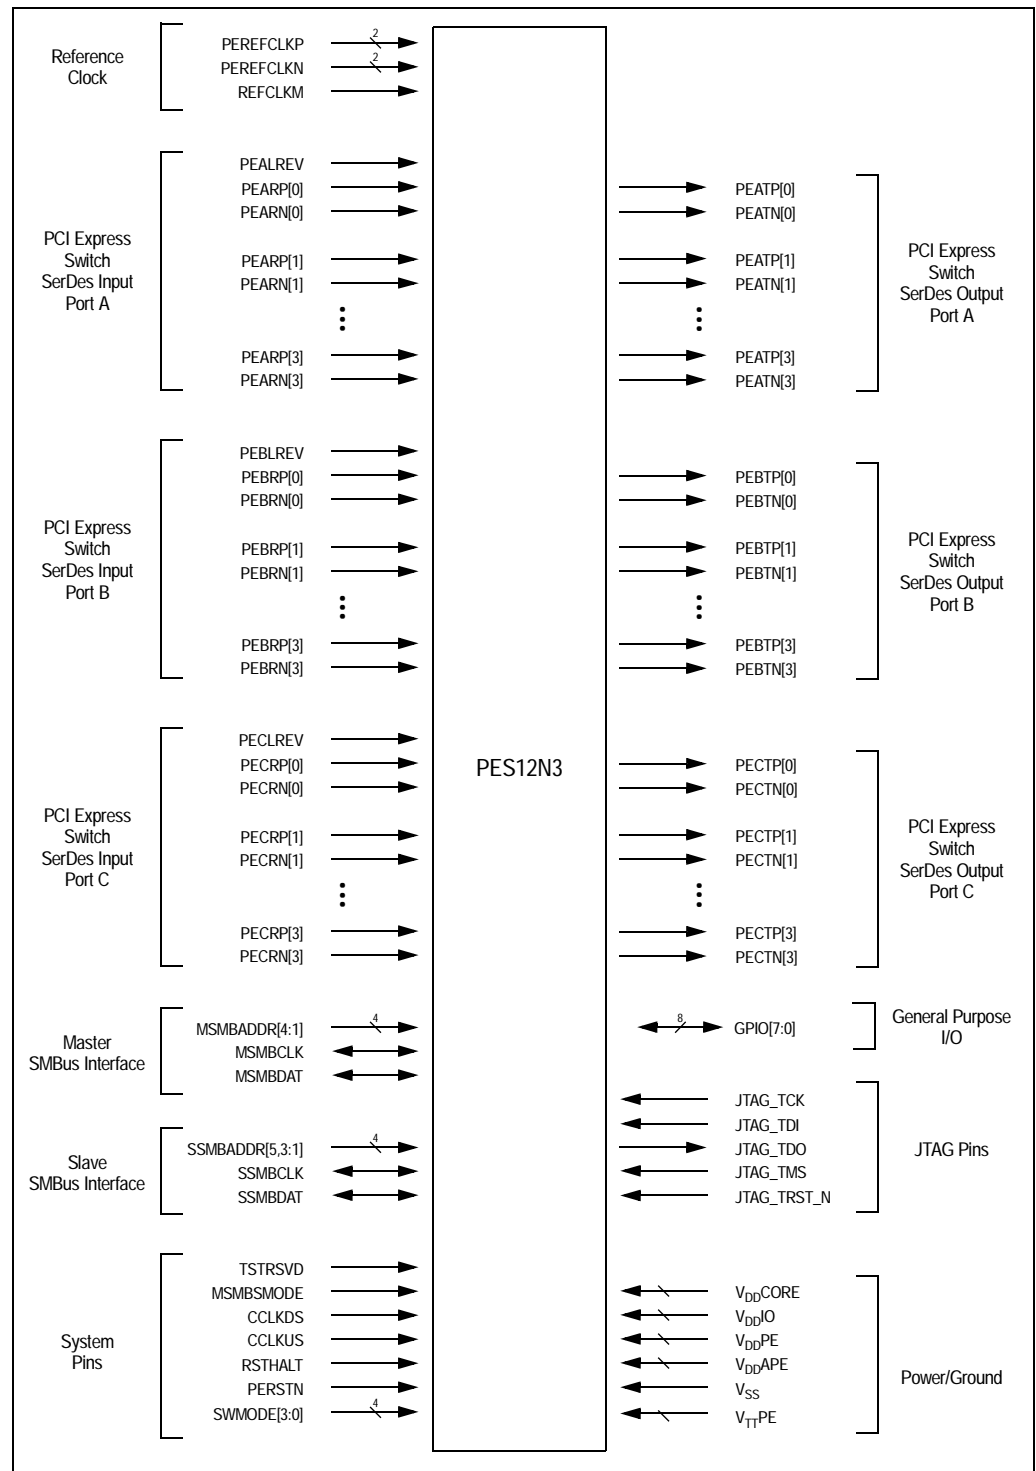 Reference
Clock
PEREFCLKP
2
PEREFCLKN
2
REFCLKM
PCI Express
Switch
SerDes Input
Port A
PEALREV
PEARP[0]
PEARN[0]
PEARP[1]
PEARN[1]
PEARP[3]
PEARN[3]
PEATP[0]
PEATN[0]
PEATP[1]
PEATN[1]
PEATP[3]
PEATN[3]
PCI Express
Switch
SerDes Output
Port A
PCI Express
Switch
SerDes Input
Port B
PEBLREV
PEBRP[0]
PEBRN[0]
PEBRP[1]
PEBRN[1]
PEBRP[3]
PEBRN[3]
PEBTP[0]
PEBTN[0]
PEBTP[1]
PEBTN[1]
PEBTP[3]
PEBTN[3]
PCI Express
Switch
SerDes Output
Port B
PCI Express
Switch
SerDes Input
Port C
PECLREV
PECRP[0]
PECRN[0]
PECRP[1]
PECRN[1]
PECRP[3]
PECRN[3]
PES12N3
PECTP[0]
PECTN[0]
PECTP[1]
PECTN[1]
PECTP[3]
PECTN[3]
PCI Express
Switch
SerDes Output
Port C
Master
SMBus Interface
MSMBADDR[4:1]
4
MSMBCLK
MSMBDAT
8
GPIO[7:0]
General Purpose
I/O
Slave
SMBus Interface
SSMBADDR[5,3:1]
4
SSMBCLK
SSMBDAT
JTAG_TCK
JTAG_TDI
JTAG_TDO
JTAG_TMS
JTAG_TRST_N
JTAG Pins
System
Pins
TSTRSVD
MSMBSMODE
CCLKDS
CCLKUS
RSTHALT
PERSTN
SWMODE[3:0]
4
VDDCORE
VDDIO
VDDPE
VDDAPE
VSS
VTTPE
Power/Ground